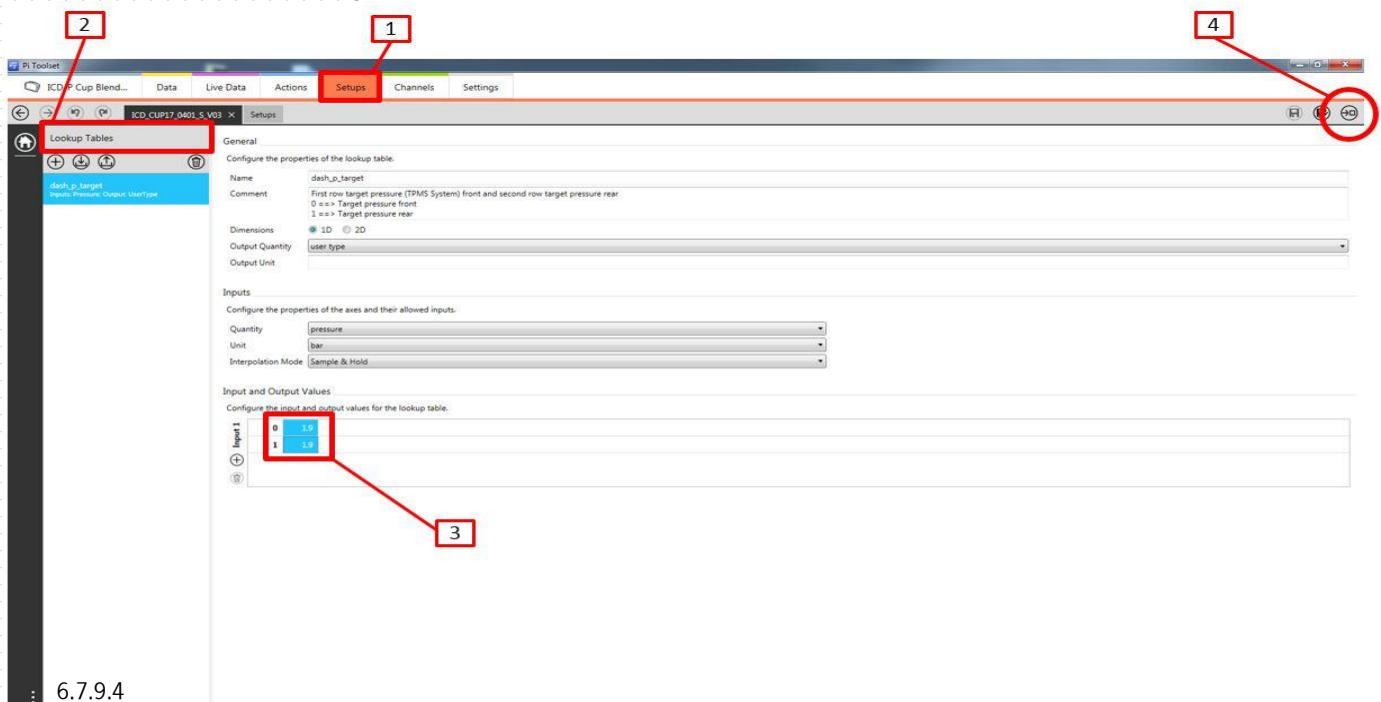 2
1
4
Pi Toolset
ICD P Cup Blend... Data Live Data Actions Setups Channels Settings
ICD_CUP17_0401_S_V03 × Setups
Lookup Tables
dash_p_target
Inputs: Pressure: Output: UserType
General
Configure the properties of the lookup table.
Name dash_p_target
Comment First row target pressure (TPMS System) front and second row target pressure rear
0 ==> Target pressure front
1 ==> Target pressure rear
Dimensions 1D 2D
Output Quantity user type
Output Unit
Inputs
Configure the properties of the axes and their allowed inputs.
Quantity pressure
Unit bar
Interpolation Mode Sample & Hold
Input and Output Values
Configure the input and output values for the lookup table.
Input 1
0 1.9
1 1.9
3
6.7.9.4